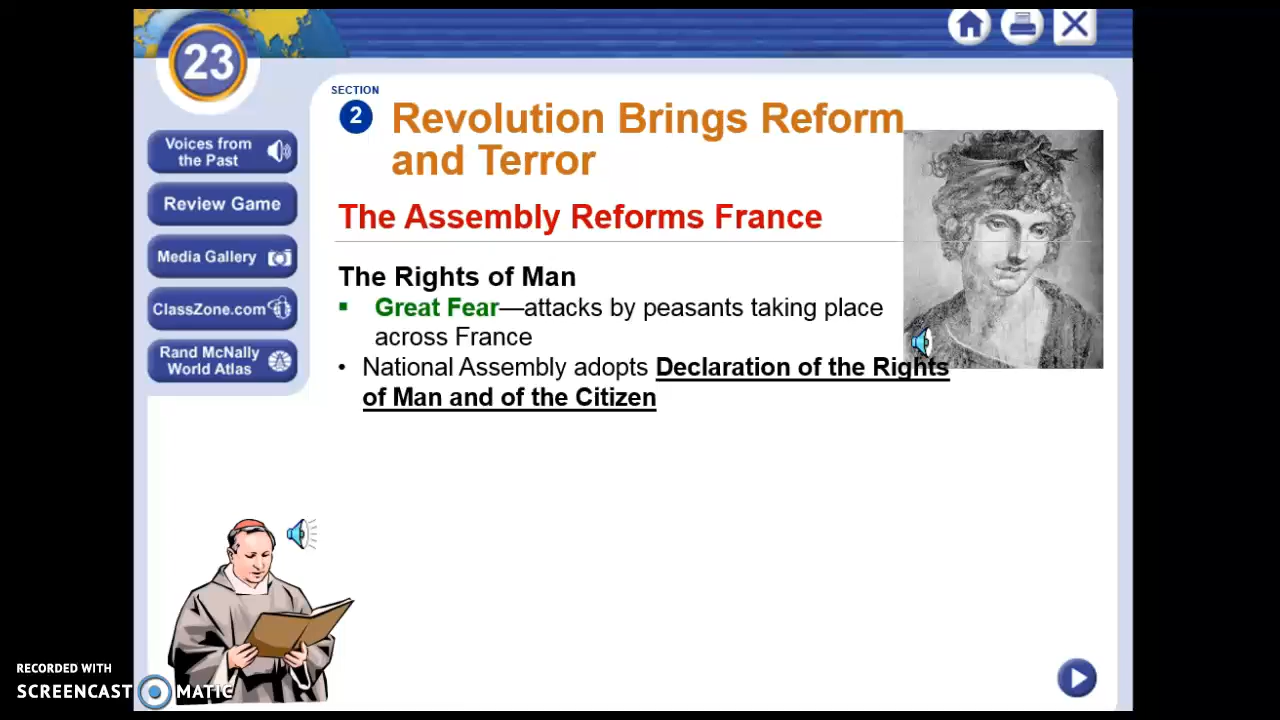 23
SECTION
2
Revolution Brings Reform
and Terror
Voices from
the Past
Review Game
Media Gallery
ClassZone.com
Rand McNally
World Atlas
The Assembly Reforms France
The Rights of Man
▪ Great Fear—attacks by peasants taking place
across France
• National Assembly adopts Declaration of the Rights
of Man and of the Citizen
RECORDED WITH
SCREENCAST MATIC